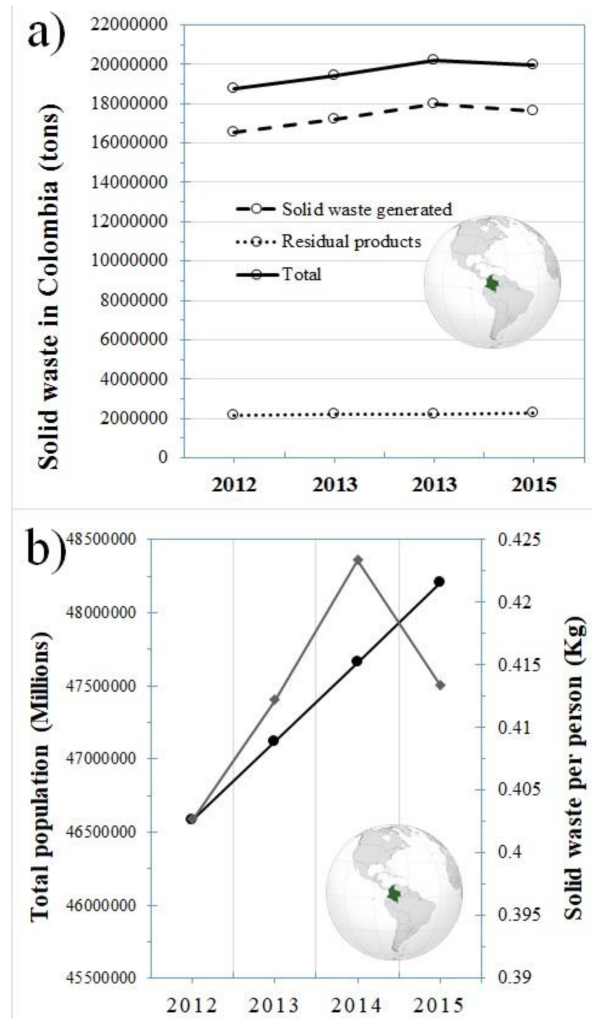 a)
Solid waste in Colombia (tons)
22000000
20000000
18000000
16000000
14000000
12000000
10000000
8000000
6000000
4000000
2000000
0
Solid waste generated
Residual products
Total
2012 2013 2013 2015
b)
Total population (Millions)
48500000
48000000
47500000
47000000
46500000
46000000
45500000
0.425
0.42
0.415
0.41
0.405
0.4
0.395
0.39
Solid waste per person (Kg)
2012 2013 2014 2015